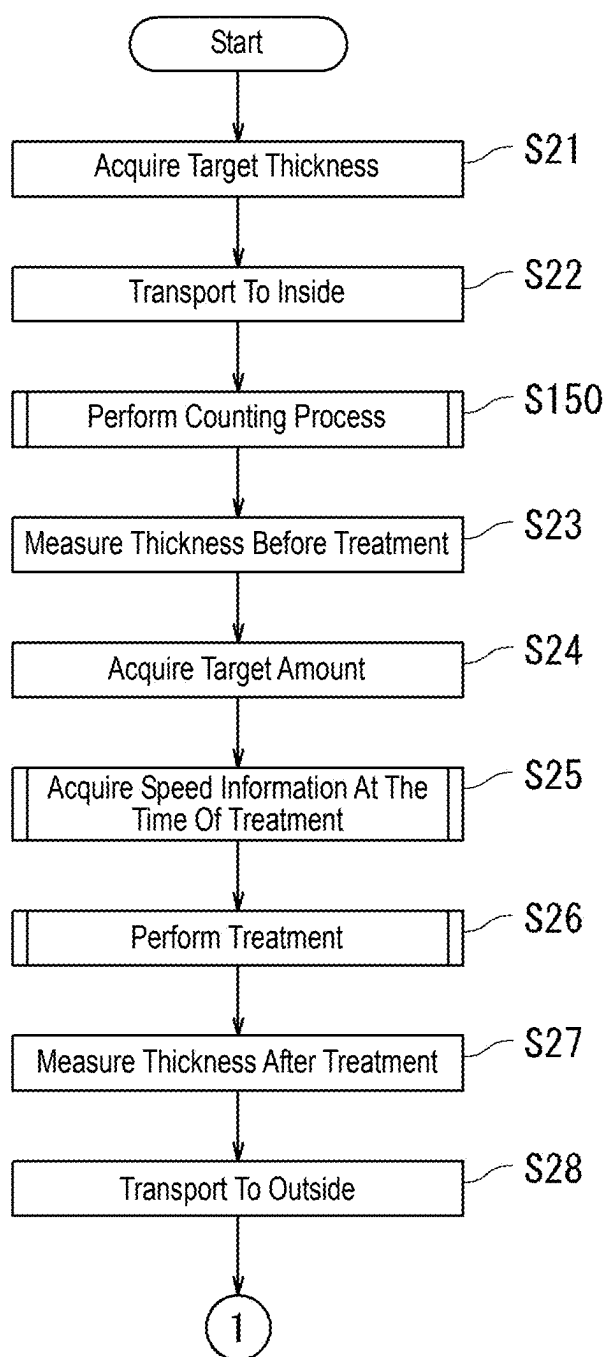 Start
Acquire Target Thickness
S21
Transport To Inside
S22
Perform Counting Process
S150
Measure Thickness Before Treatment
S23
Acquire Target Amount
S24
Acquire Speed Information At The
Time Of Treatment
S25
Perform Treatment
S26
Measure Thickness After Treatment
S27
Transport To Outside
S28
1